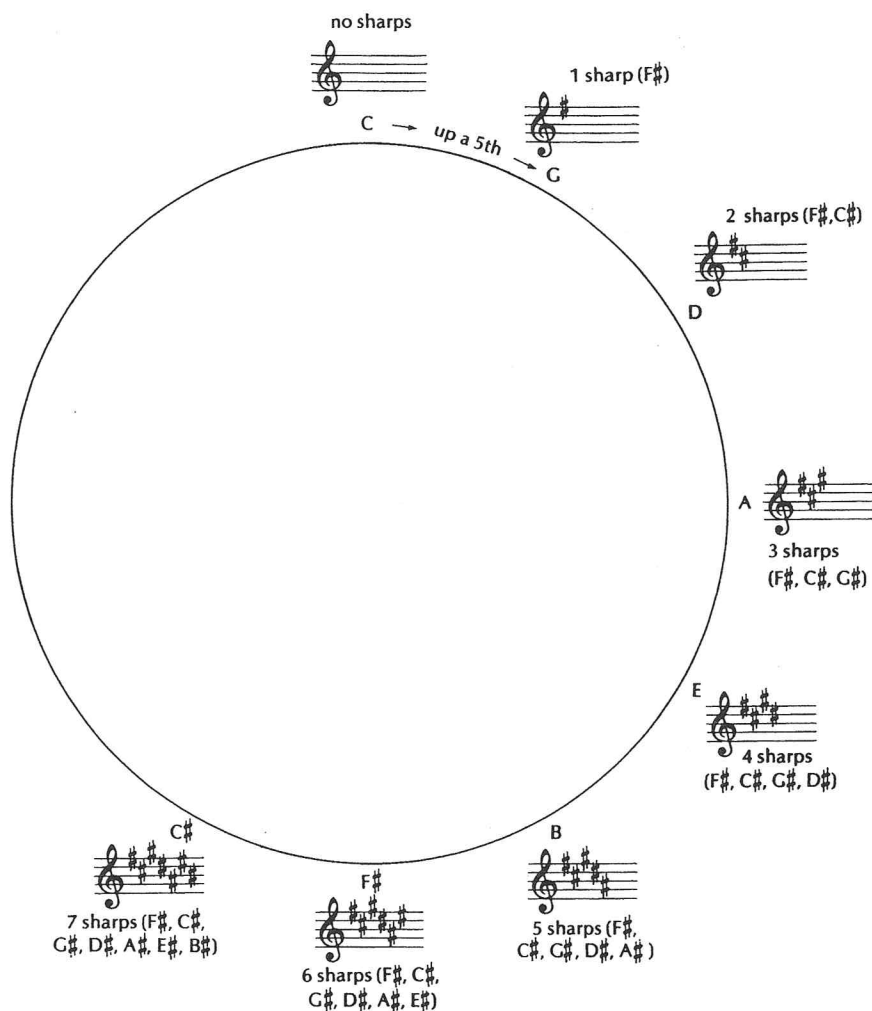 no sharps
1 sharp (F♯)
C → up a 5th → G
2 sharps (F♯,C♯)
D
A
3 sharps
(F♯, C♯, G♯)
E
4 sharps
(F♯, C♯, G♯, D♯)
B
5 sharps (F♯,
C♯, G♯, D♯, A♯ )
F♯
6 sharps (F♯, C♯,
G♯, D♯, A♯, E♯)
C♯
7 sharps (F♯, C♯,
G♯, D♯, A♯, E♯, B♯)